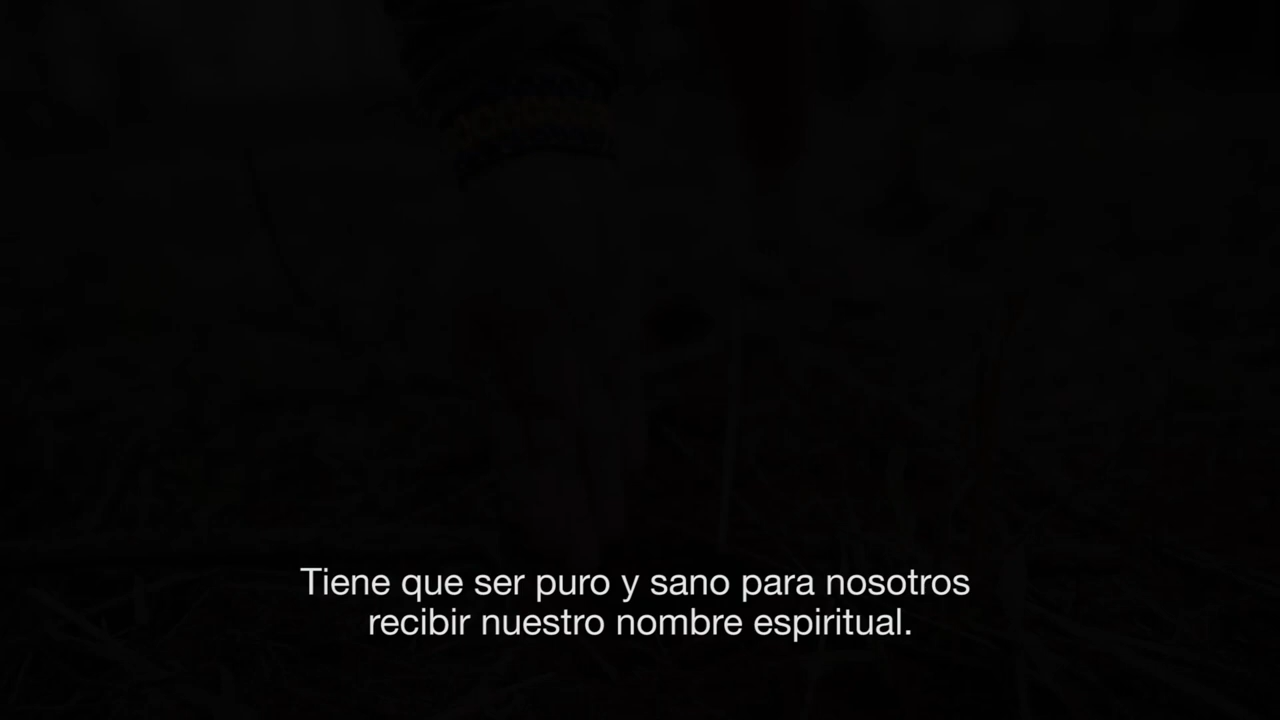 Tiene que ser puro y sano para nosotros
recibir nuestro nombre espiritual.